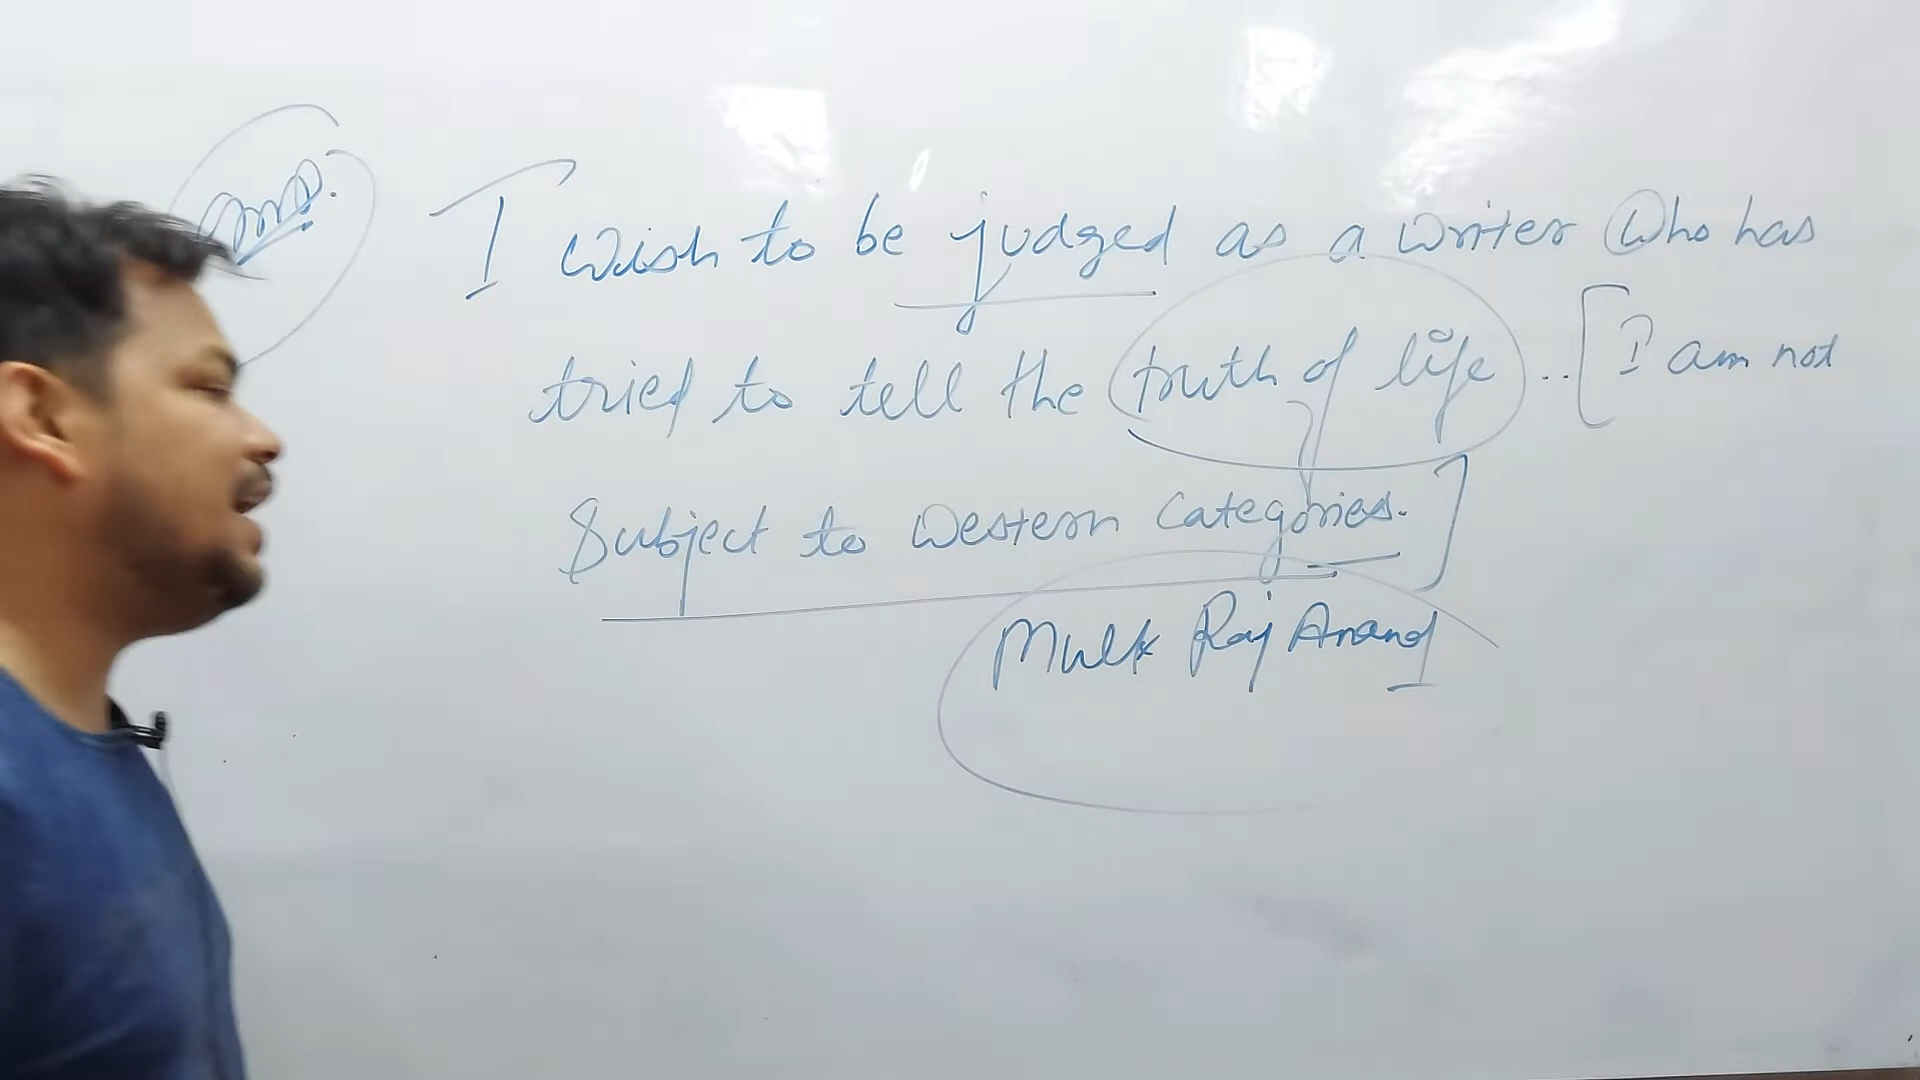 I wish to be judged as a writer who has
tried to tell the truth of life .. [I am not
Subject to Western Categories.]
Mulk Raj Anand